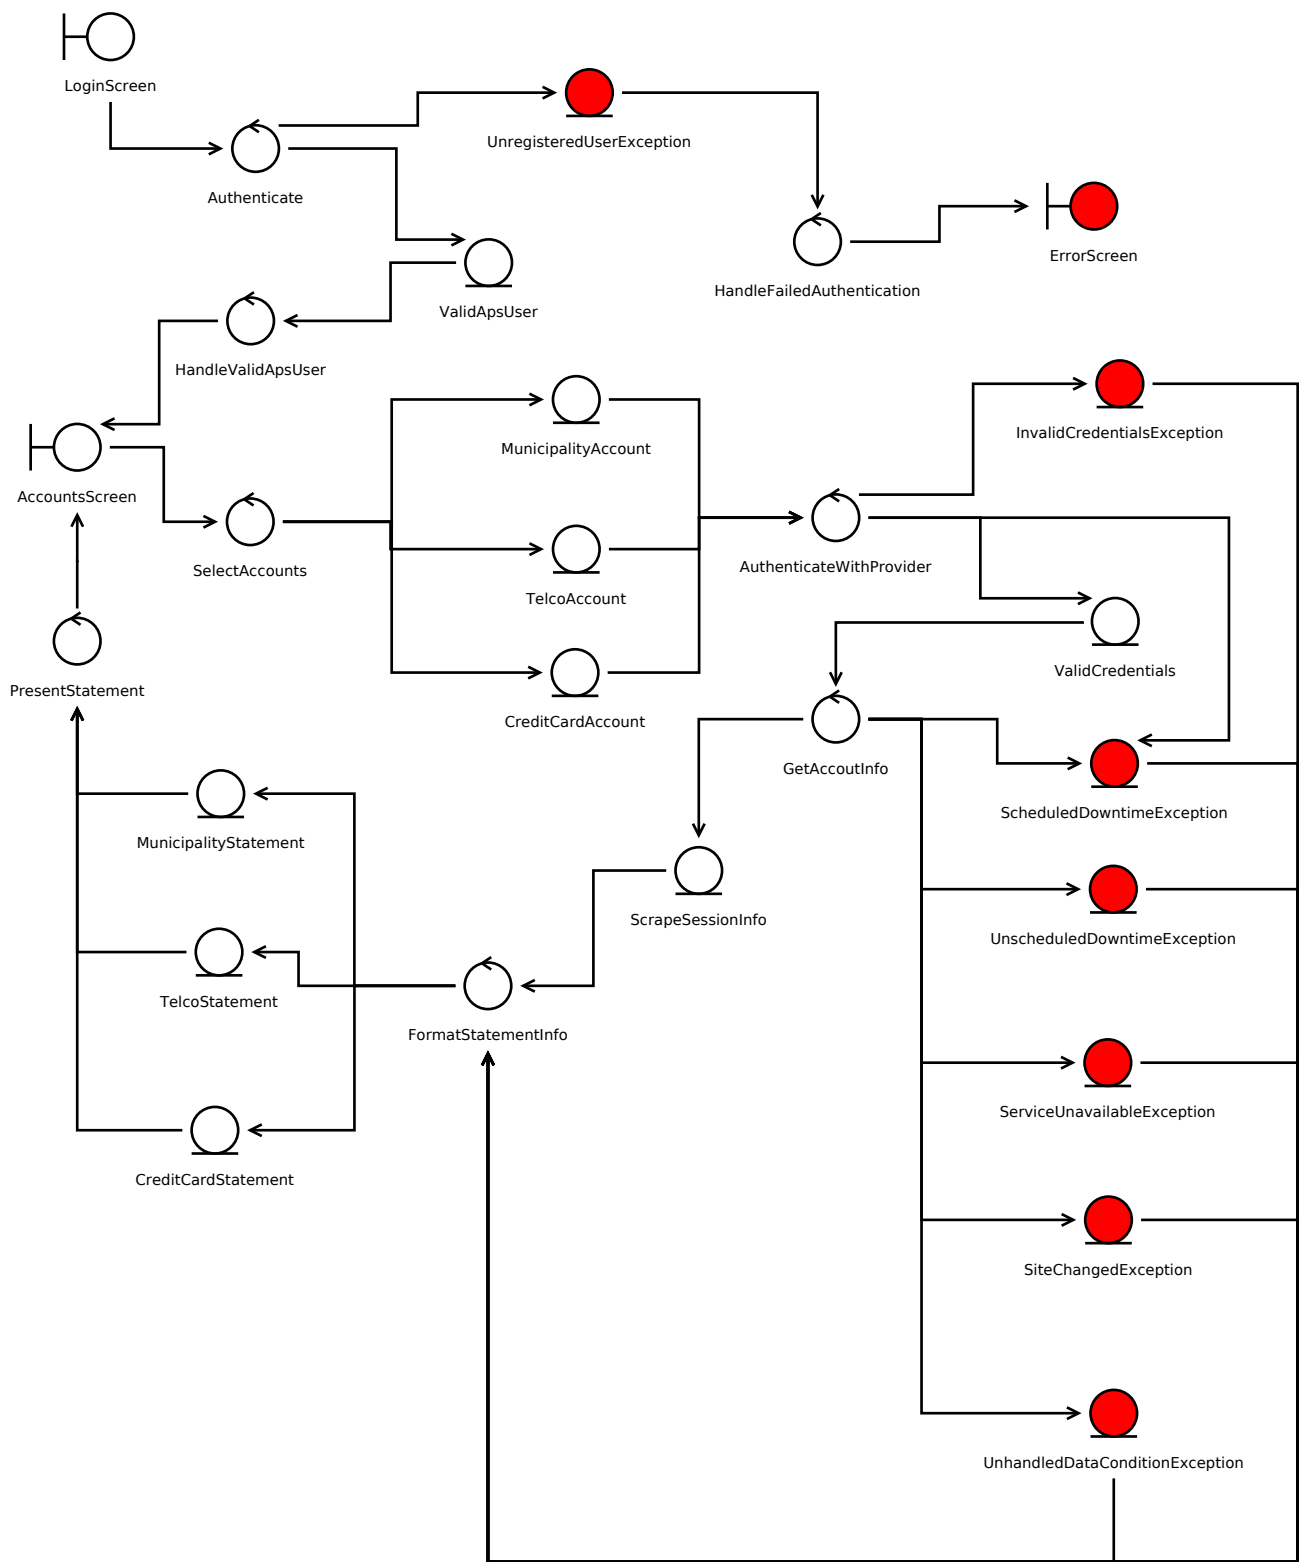 LoginScreen
UnregisteredUserException
Authenticate
ErrorScreen
HandleFailedAuthentication
ValidApsUser
HandleValidApsUser
InvalidCredentialsException
MunicipalityAccount
AccountsScreen
SelectAccounts
AuthenticateWithProvider
TelcoAccount
ValidCredentials
PresentStatement
CreditCardAccount
GetAccoutInfo
ScheduledDowntimeException
MunicipalityStatement
ScrapeSessionInfo
UnscheduledDowntimeException
TelcoStatement
FormatStatementInfo
ServiceUnavailableException
CreditCardStatement
SiteChangedException
UnhandledDataConditionException